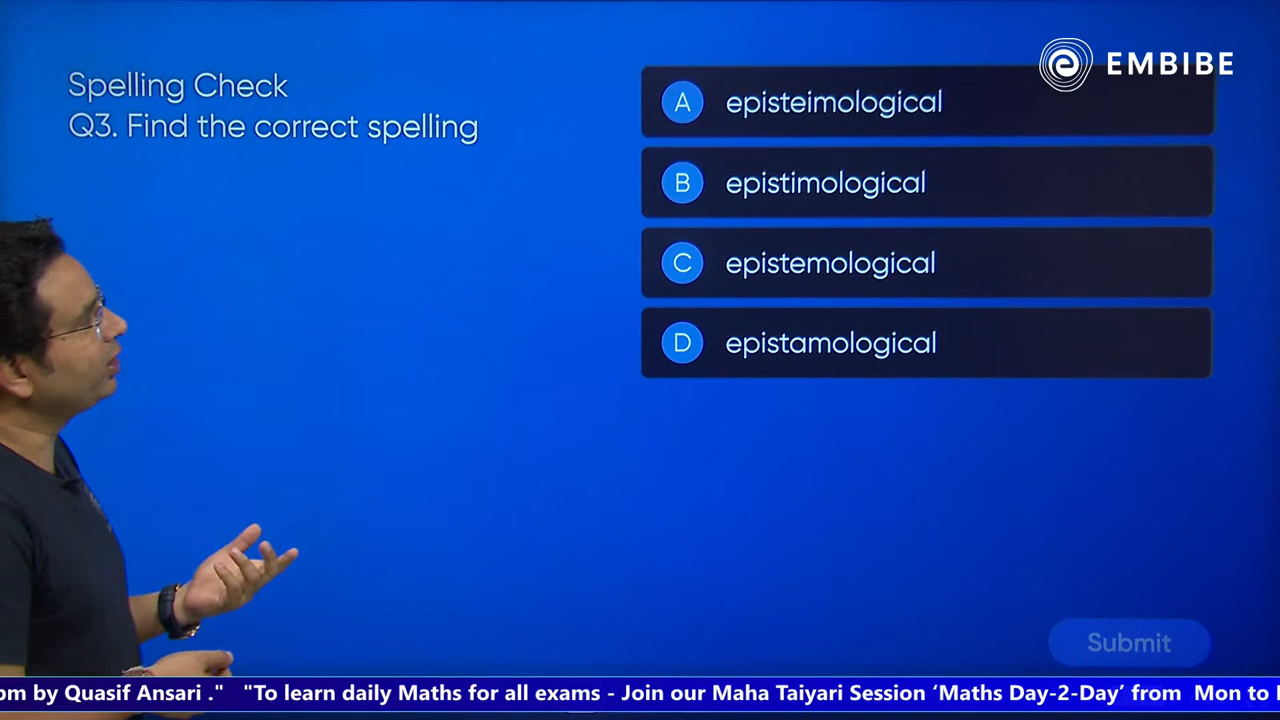 EMBIBE
Spelling Check
Q3. Find the correct spelling
A episteimological
B epistimological
C epistemological
D epistamological
Submit
by Quasif Ansari ." "To learn daily Maths for all exams - Join our Maha Taiyari Session ‘Maths Day-2-Day’ from Mon to